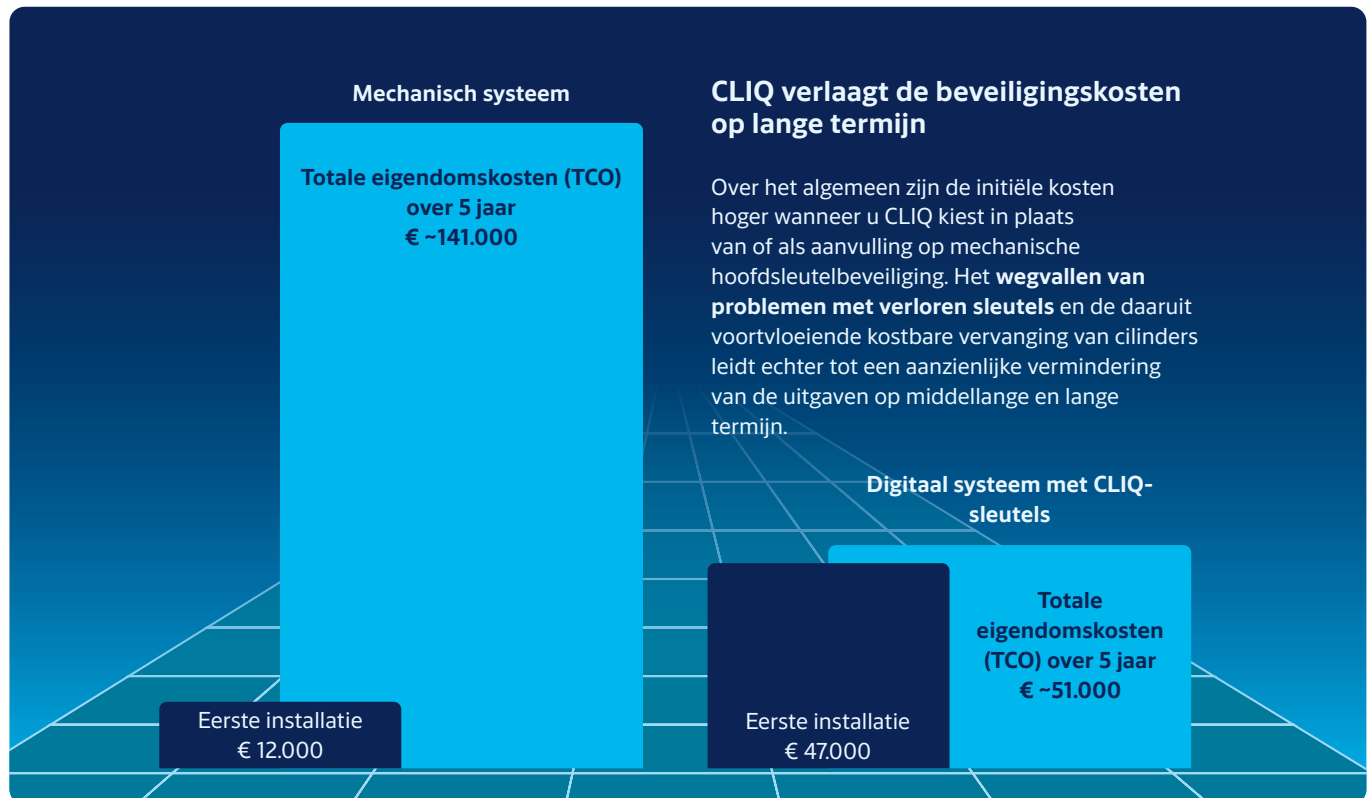 Mechanisch systeem
Totale eigendomskosten (TCO)
over 5 jaar
€ ~141.000
Eerste installatie
€ 12.000
CLIQ verlaagt de beveiligingskosten
op lange termijn
Over het algemeen zijn de initiële kosten
hoger wanneer u CLIQ kiest in plaats
van of als aanvulling op mechanische
hoofdsleutelbeveiliging. Het wegvallen van
problemen met verloren sleutels en de daaruit
voortvloeiende kostbare vervanging van cilinders
leidt echter tot een aanzienlijke vermindering
van de uitgaven op middellange en lange
termijn.
Digitaal systeem met CLIQ-
sleutels
Totale
eigendomskosten
(TCO) over 5 jaar
€ ~51.000
Eerste installatie
€ 47.000